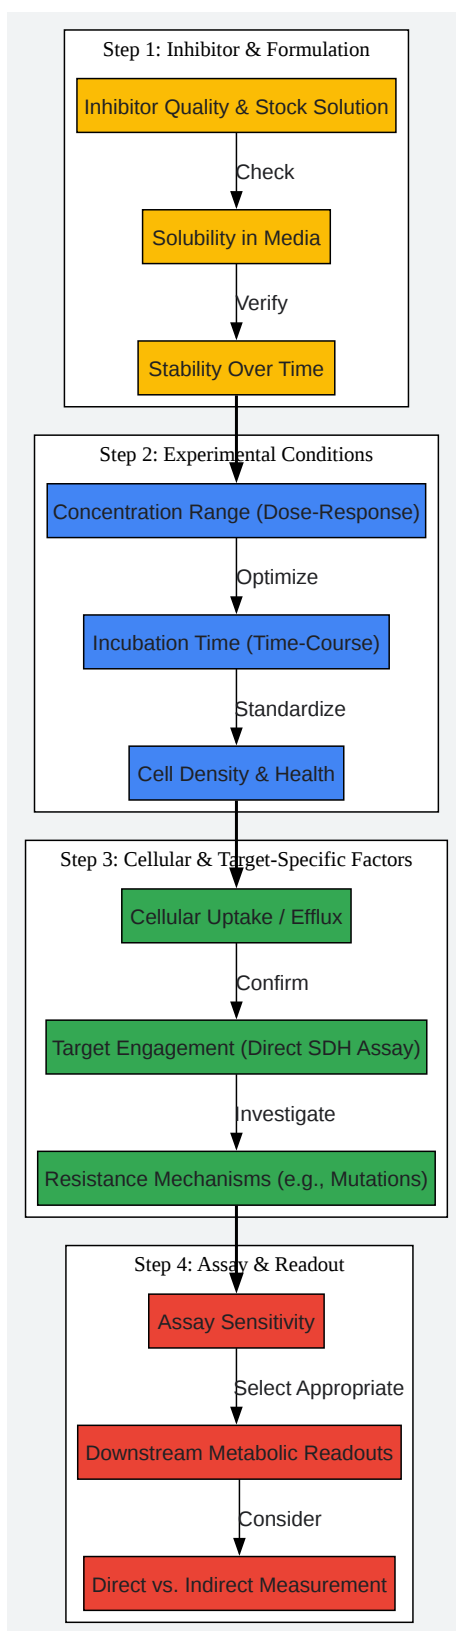 Step 1: Inhibitor & Formulation
Inhibitor Quality & Stock Solution
Check
Solubility in Media
Verify
Stability Over Time
Step 2: Experimental Conditions
Concentration Range (Dose-Response)
Optimize
Incubation Time (Time-Course)
Standardize
Cell Density & Health
Step 3: Cellular & Target-Specific Factors
Cellular Uptake / Efflux
Confirm
Target Engagement (Direct SDH Assay)
Investigate
Resistance Mechanisms (e.g., Mutations)
Step 4: Assay & Readout
Assay Sensitivity
Select Appropriate
Downstream Metabolic Readouts
Consider
Direct vs. Indirect Measurement